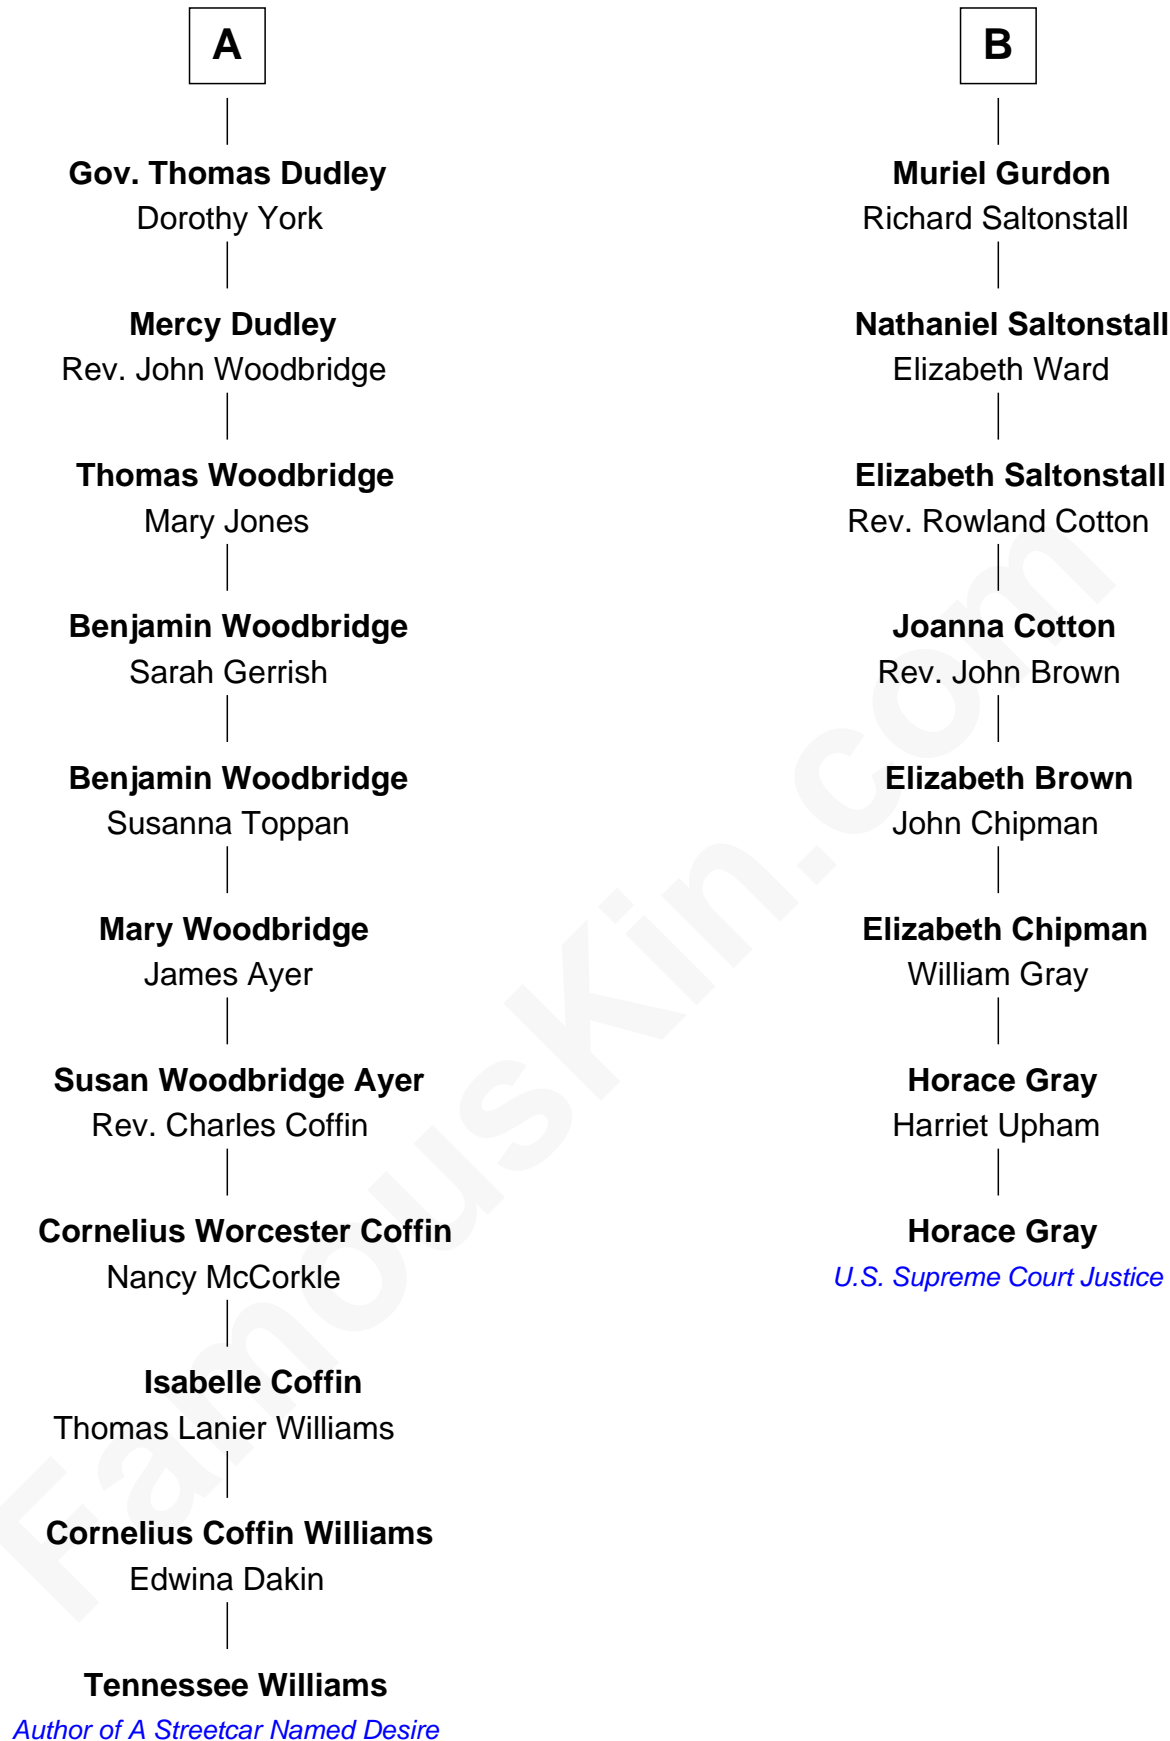 A
Gov. Thomas Dudley
Dorothy York
Mercy Dudley
Rev. John Woodbridge
Thomas Woodbridge
Mary Jones
Benjamin Woodbridge
Sarah Gerrish
Benjamin Woodbridge
Susanna Toppan
Mary Woodbridge
James Ayer
Susan Woodbridge Ayer
Rev. Charles Coffin
Cornelius Worcester Coffin
Nancy McCorkle
Isabelle Coffin
Thomas Lanier Williams
Cornelius Coffin Williams
Edwina Dakin
Tennessee Williams
Author of A Streetcar Named Desire
B
Muriel Gurdon
Richard Saltonstall
Nathaniel Saltonstall
Elizabeth Ward
Elizabeth Saltonstall
Rev. Rowland Cotton
Joanna Cotton
Rev. John Brown
Elizabeth Brown
John Chipman
Elizabeth Chipman
William Gray
Horace Gray
Harriet Upham
Horace Gray
U.S. Supreme Court Justice
FamousKin.com